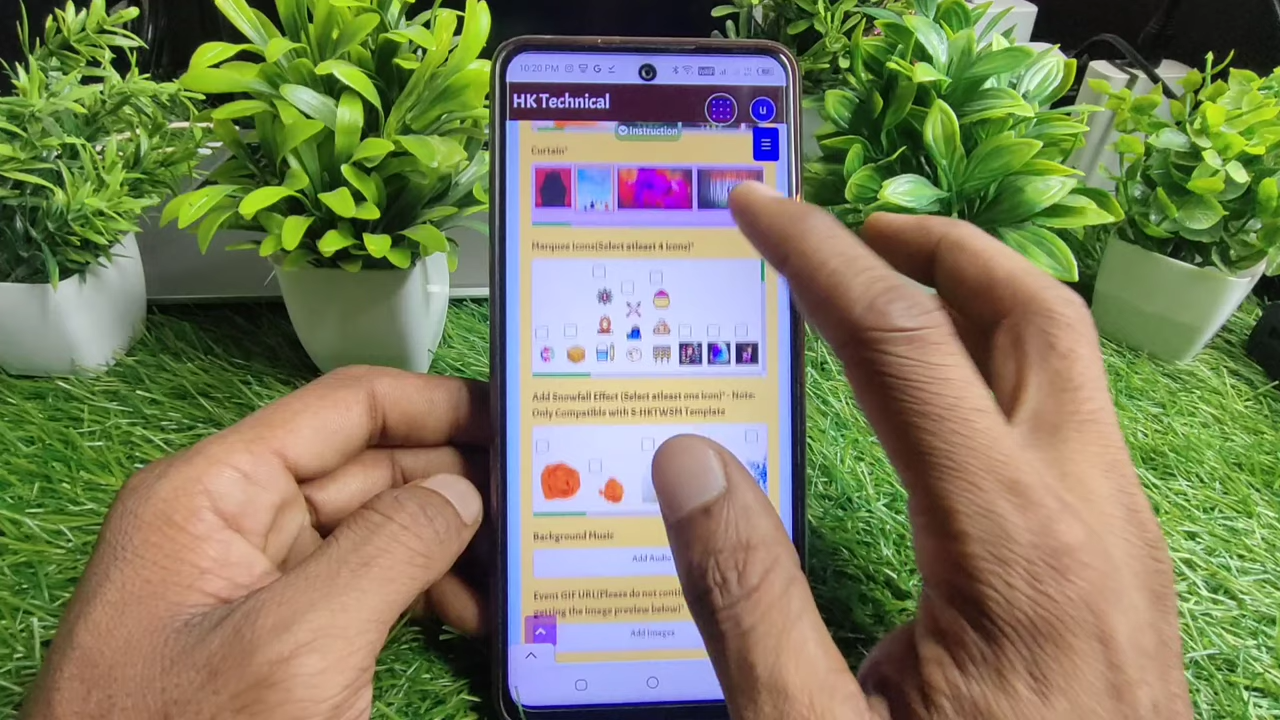 10:20 PM
HK Technical
u
Instruction
Curtain*
Marquee Icons(Select atleast 4 icons)*
Add Snowfall Effect (Select atleast one icon)* - Note:
Only Compatible with S-HKTWSM Template
Background Music
Add Audio
Event GIF URL(Please do not conti
getting the image preview below)*
Add Images